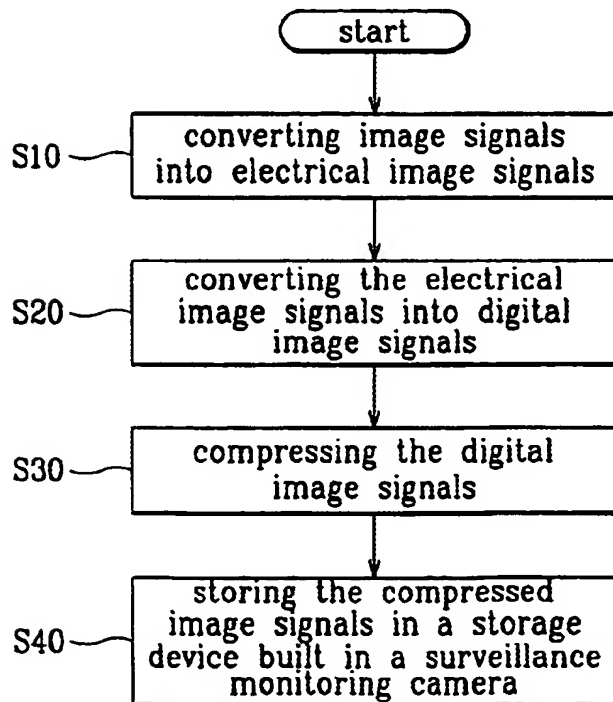 start
S10
converting image signals
into electrical image signals
S20
converting the electrical
image signals into digital
image signals
S30
compressing the digital
image signals
S40
storing the compressed
image signals in a storage
device built in a surveillance
monitoring camera